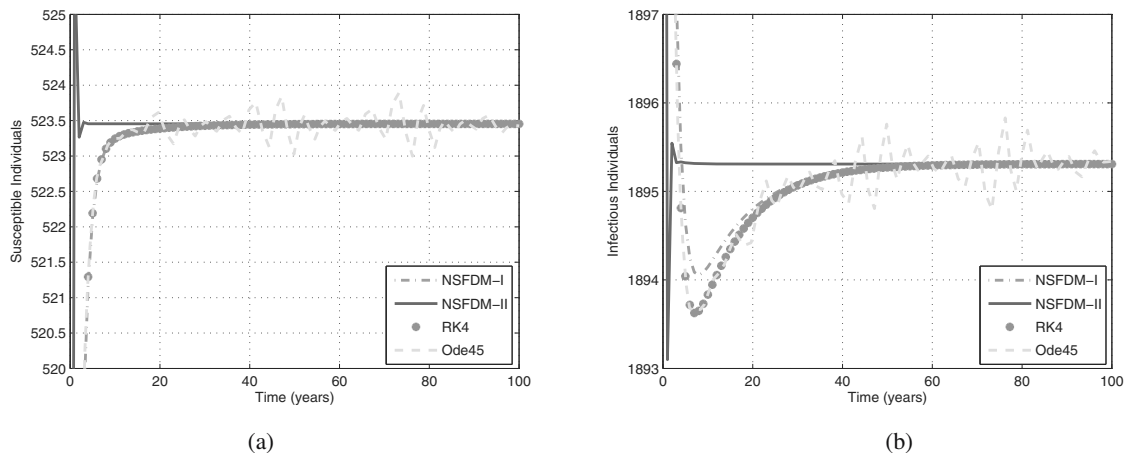 525
524.5
524
523.5
523
522.5
522
521.5
521
520.5
520
Susceptible Individuals
0 20 40 60 80 100
Time (years)
NSFDM−I
NSFDM−II
RK4
Ode45
(a)
1897
1896
1895
1894
1893
Infectious Individuals
0 20 40 60 80 100
Time (years)
NSFDM−I
NSFDM−II
RK4
Ode45
(b)